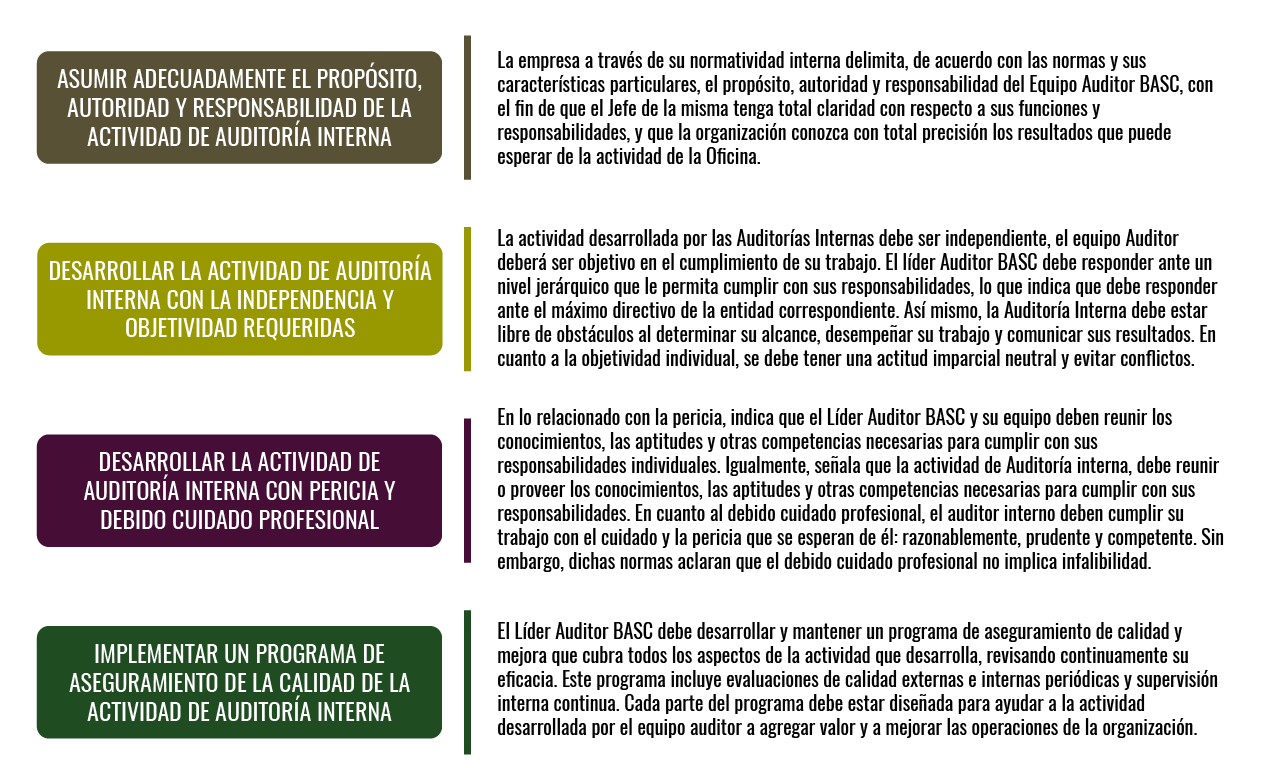 ASUMIR ADECUADAMENTE EL PROPÓSITO,
AUTORIDAD Y RESPONSABILIDAD DE LA
ACTIVIDAD DE AUDITORÍA INTERNA
La empresa a través de su normatividad interna delimita, de acuerdo con las normas y sus
características particulares, el propósito, autoridad y responsabilidad del Equipo Auditor BASC, con
el fin de que el Jefe de la misma tenga total claridad con respecto a sus funciones y
responsabilidades, y que la organización conozca con total precisión los resultados que puede
esperar de la actividad de la Oficina.
DESARROLLAR LA ACTIVIDAD DE AUDITORÍA
INTERNA CON LA INDEPENDENCIA Y
OBJETIVIDAD REQUERIDAS
La actividad desarrollada por las Auditorías Internas debe ser independiente, el equipo Auditor
deberá ser objetivo en el cumplimiento de su trabajo. El líder Auditor BASC debe responder ante un
nivel jerárquico que le permita cumplir con sus responsabilidades, lo que indica que debe responder
ante el máximo directivo de la entidad correspondiente. Así mismo, la Auditoría Interna debe estar
libre de obstáculos al determinar su alcance, desempeñar su trabajo y comunicar sus resultados. En
cuanto a la objetividad individual, se debe tener una actitud imparcial neutral y evitar conflictos.
DESARROLLAR LA ACTIVIDAD DE
AUDITORÍA INTERNA CON PERICIA Y
DEBIDO CUIDADO PROFESIONAL
En lo relacionado con la pericia, indica que el Líder Auditor BASC y su equipo deben reunir los
conocimientos, las aptitudes y otras competencias necesarias para cumplir con sus
responsabilidades individuales. Igualmente, señala que la actividad de Auditoría interna, debe reunir
o proveer los conocimientos, las aptitudes y otras competencias necesarias para cumplir con sus
responsabilidades. En cuanto al debido cuidado profesional, el auditor interno deben cumplir su
trabajo con el cuidado y la pericia que se esperan de él: razonablemente, prudente y competente. Sin
embargo, dichas normas aclaran que el debido cuidado profesional no implica infalibilidad.
IMPLEMENTAR UN PROGRAMA DE
ASEGURAMIENTO DE LA CALIDAD DE LA
ACTIVIDAD DE AUDITORÍA INTERNA
El Líder Auditor BASC debe desarrollar y mantener un programa de aseguramiento de calidad y
mejora que cubra todos los aspectos de la actividad que desarrolla, revisando continuamente su
eficacia. Este programa incluye evaluaciones de calidad externas e internas periódicas y supervisión
interna continua. Cada parte del programa debe estar diseñada para ayudar a la actividad
desarrollada por el equipo auditor a agregar valor y a mejorar las operaciones de la organización.